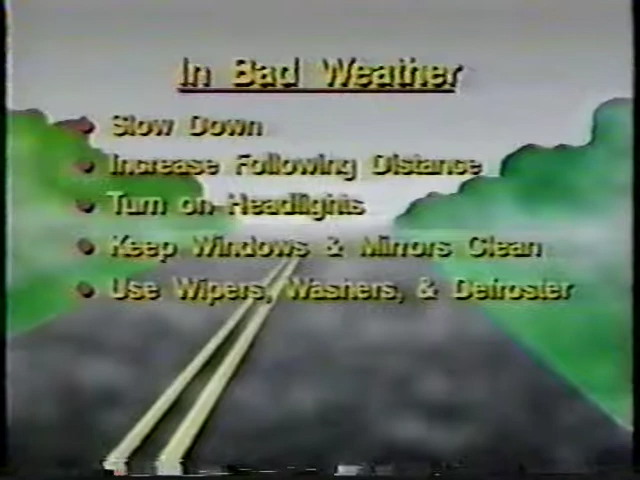 In Bad Weather
• Slow Down
• Increase Following Distance
• Turn on Headlights
• Keep Windows & Mirrors Clean
• Use Wipers, Washers, & Defroster